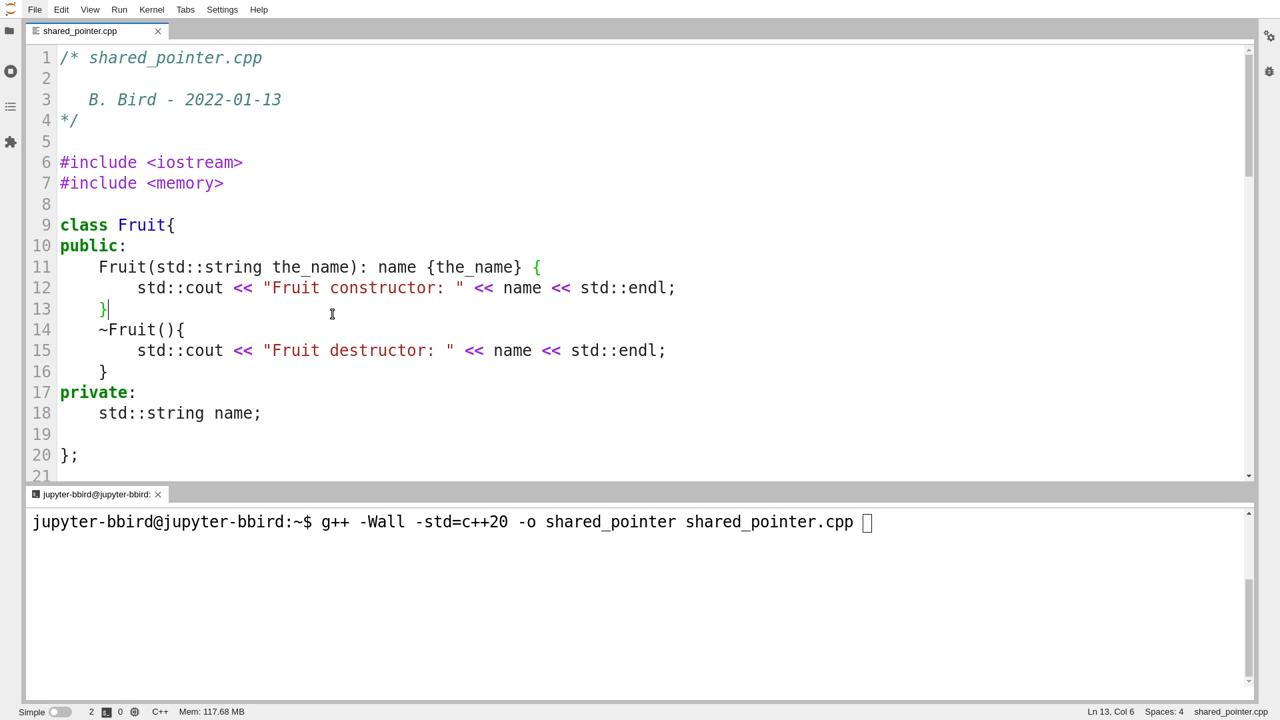 File Edit View Run Kernel Tabs Settings Help
shared_pointer.cpp
1 /* shared_pointer.cpp
2
3    B. Bird - 2022-01-13
4 */
5
6 #include <iostream>
7 #include <memory>
8
9 class Fruit{
10 public:
11     Fruit(std::string the_name): name {the_name} {
12         std::cout << "Fruit constructor: " << name << std::endl;
13     }
14     ~Fruit(){
15         std::cout << "Fruit destructor: " << name << std::endl;
16     }
17 private:
18     std::string name;
19
20 };
21
jupyter-bbird@jupyter-bbird:
jupyter-bbird@jupyter-bbird:~$ g++ -Wall -std=c++20 -o shared_pointer shared_pointer.cpp
Simple 2 0 C++ Mem: 117.68 MB Ln 13, Col 6 Spaces: 4 shared_pointer.cpp